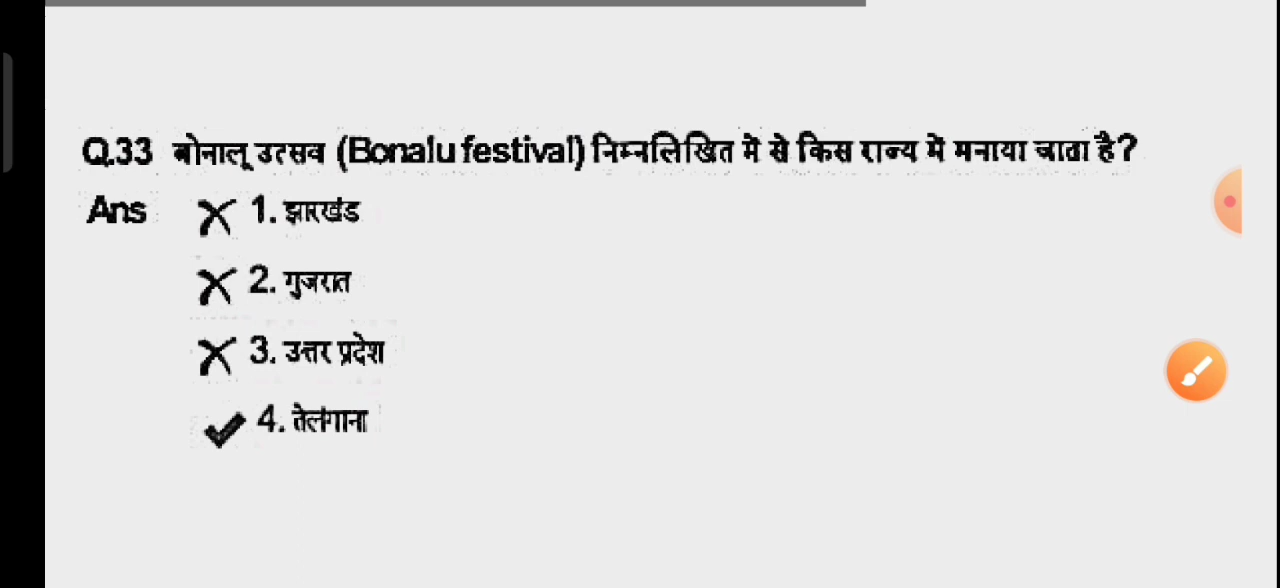 Q.33 बोनालू उत्सव (Bonalu festival) निम्नलिखित में से किस राज्य में मनाया जाता है?
Ans 1. झारखंड
2. गुजरात
3. उत्तर प्रदेश
4. तेलंगाना